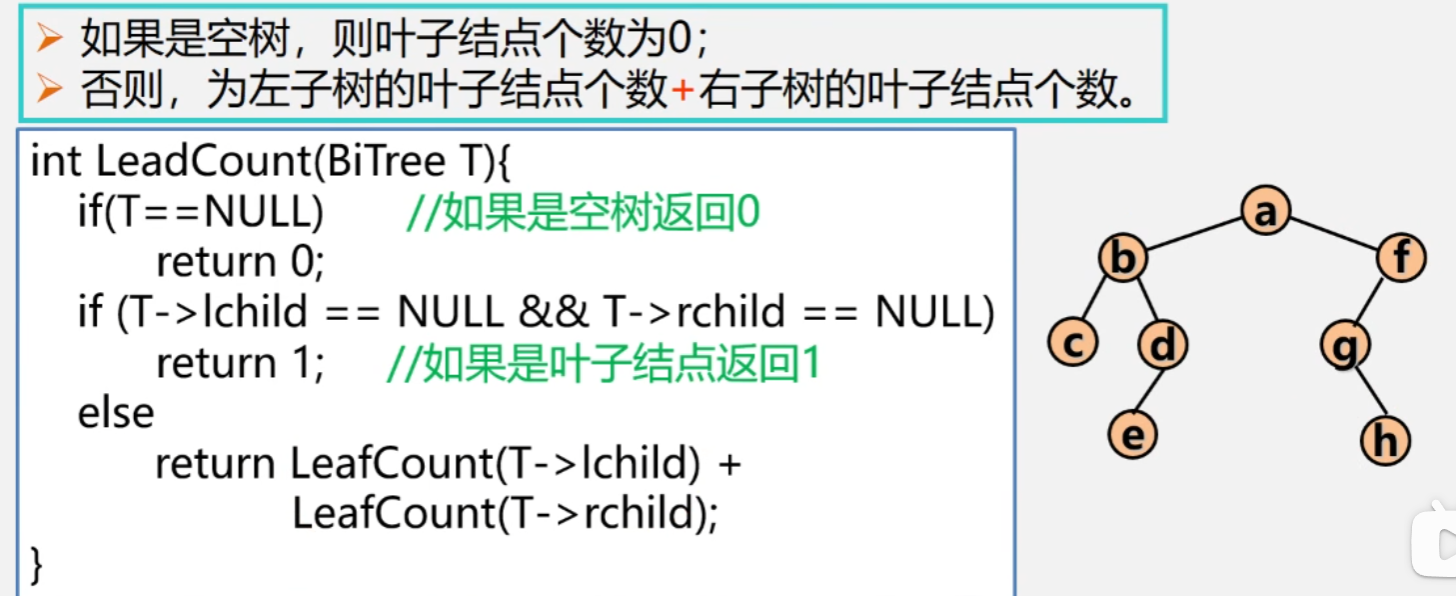 如果是空树，则叶子结点个数为0；
否则，为左子树的叶子结点个数+右子树的叶子结点个数。
int LeadCount(BiTree T){
if(T==NULL) //如果是空树返回0
return 0;
if (T->lchild == NULL && T->rchild == NULL)
return 1; //如果是叶子结点返回1
else
return LeafCount(T->lchild) +
LeafCount(T->rchild);
}
a
b f
c d g
e h